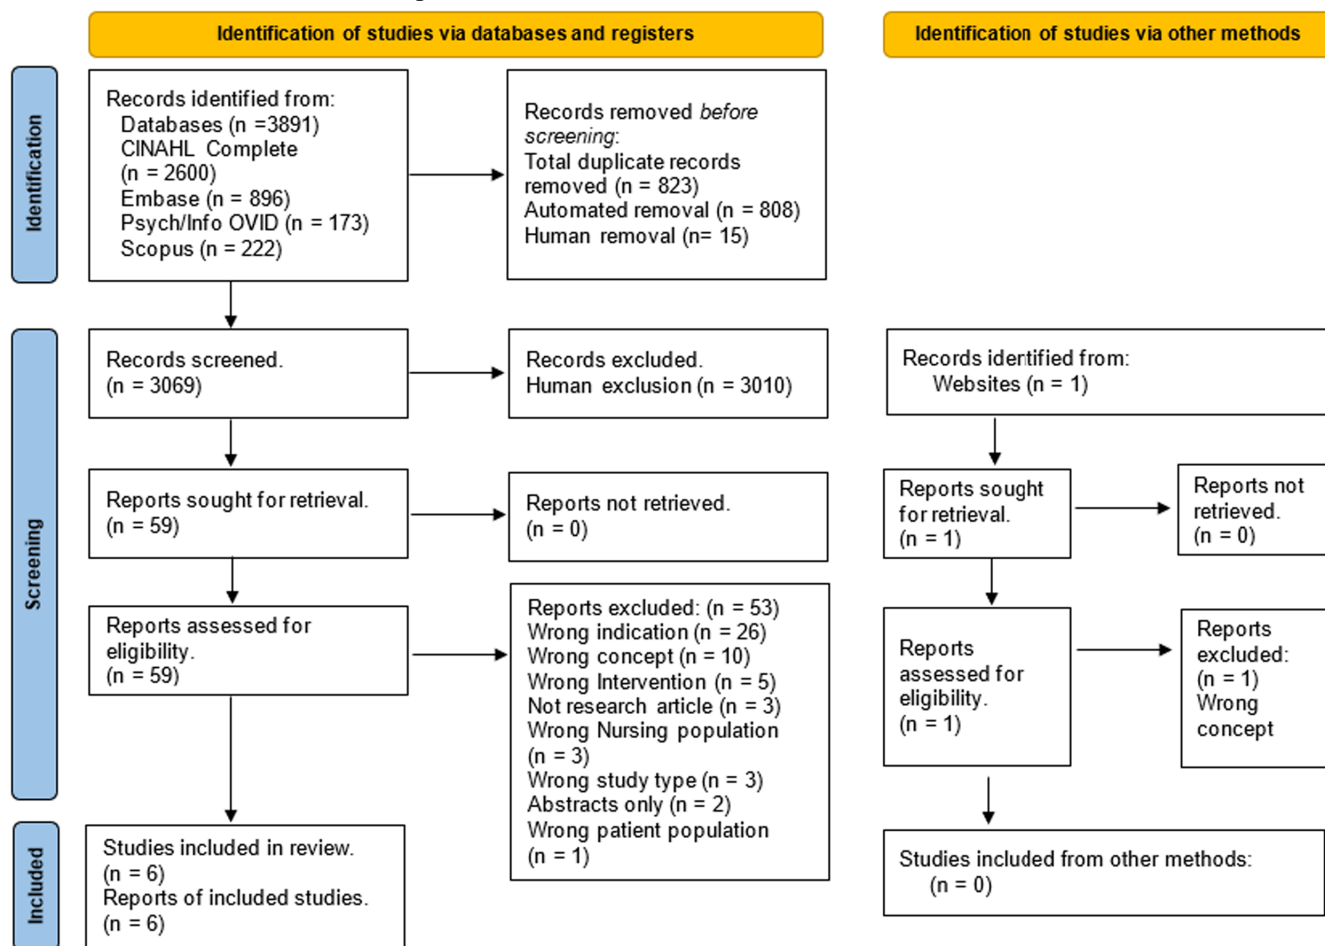 Identification of studies via databases and registers
Identification of studies via other methods
Identification
Records identified from:
Databases (n =3891)
CINAHL Complete
(n = 2600)
Embase (n = 896)
Psych/Info OVID (n = 173)
Scopus (n = 222)
Records removed before
screening:
Total duplicate records
removed (n = 823)
Automated removal (n = 808)
Human removal (n= 15)
Screening
Records screened.
(n = 3069)
Records excluded.
Human exclusion (n = 3010)
Records identified from:
Websites (n = 1)
Reports sought for retrieval.
(n = 59)
Reports not retrieved.
(n = 0)
Reports sought
for retrieval.
(n = 1)
Reports not
retrieved.
(n = 0)
Reports assessed for
eligibility.
(n = 59)
Reports excluded: (n = 53)
Wrong indication (n = 26)
Wrong concept (n = 10)
Wrong Intervention (n = 5)
Not research article (n = 3)
Wrong Nursing population
(n = 3)
Wrong study type (n = 3)
Abstracts only (n = 2)
Wrong patient population
(n = 1)
Reports
assessed for
eligibility.
(n = 1)
Reports
excluded:
(n = 1)
Wrong
concept
Included
Studies included in review.
(n = 6)
Reports of included studies.
(n = 6)
Studies included from other methods:
(n = 0)